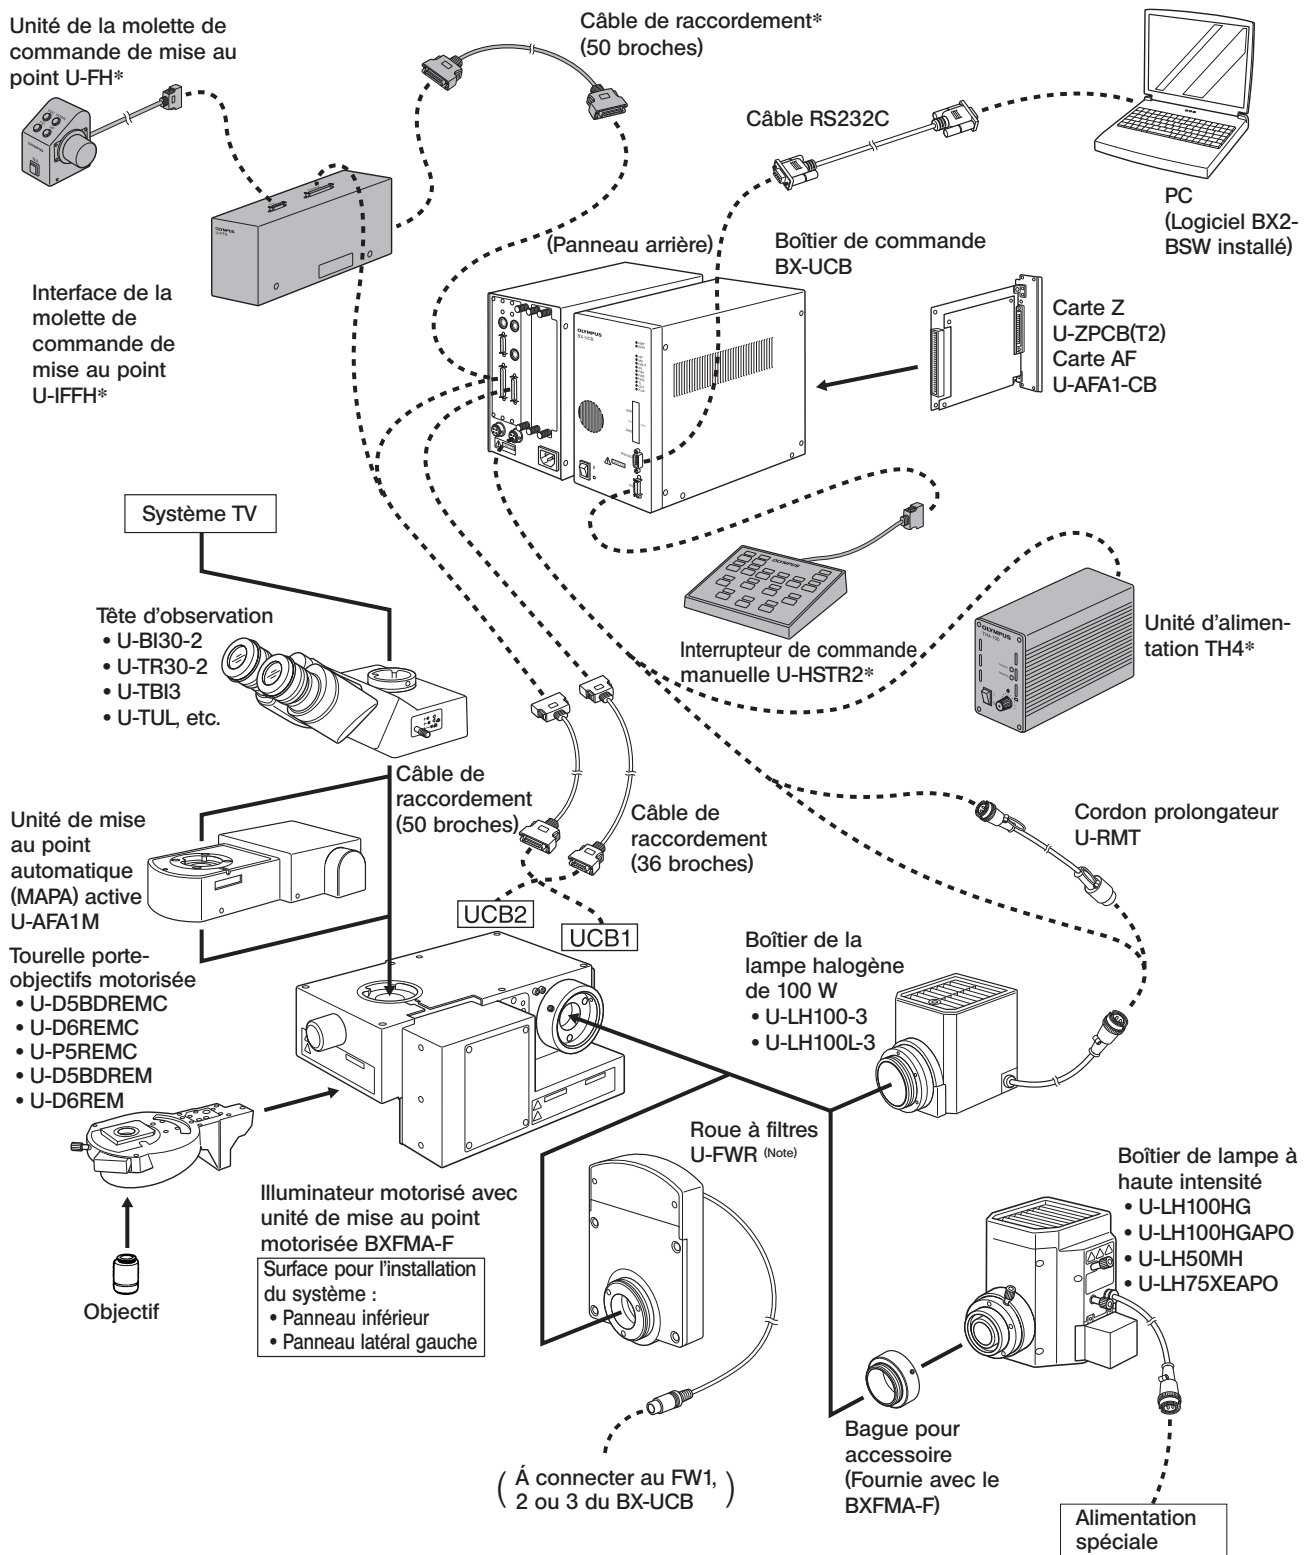 Unité de la molette de
commande de mise au
point U-FH*
Câble de raccordement*
(50 broches)
Câble RS232C
PC
(Logiciel BX2-
BSW installé)
(Panneau arrière)
Boîtier de commande
BX-UCB
Interface de la
molette de
commande de
mise au point
U-IFFH*
Carte Z
U-ZPCB(T2)
Carte AF
U-AFA1-CB
OLYMPUS
BX-UCB
Système TV
OLYMPUS
Interrupteur de commande
manuelle U-HSTR2*
OLYMPUS
Unité d'alimen-
tation TH4*
Tête d'observation
• U-BI30-2
• U-TR30-2
• U-TBI3
• U-TUL, etc.
Câble de
raccordement
(50 broches)
Câble de
raccordement
(36 broches)
Cordon prolongateur
U-RMT
Unité de mise
au point
automatique
(MAPA) active
U-AFA1M
UCB2
UCB1
Tourelle porte-
objectifs motorisée
• U-D5BDREMC
• U-D6REMC
• U-P5REMC
• U-D5BDREM
• U-D6REM
Boîtier de la
lampe halogène
de 100 W
• U-LH100-3
• U-LH100L-3
Roue à filtres
U-FWR (Note)
Boîtier de lampe à
haute intensité
• U-LH100HG
• U-LH100HGAPO
• U-LH50MH
• U-LH75XEAPO
Illuminateur motorisé avec
unité de mise au point
motorisée BXFMA-F
Surface pour l'installation
du système :
• Panneau inférieur
• Panneau latéral gauche
Objectif
Bague pour
accessoire
(Fournie avec le
BXFMA-F)
(Á connecter au FW1,
2 ou 3 du BX-UCB)
Alimentation
spéciale